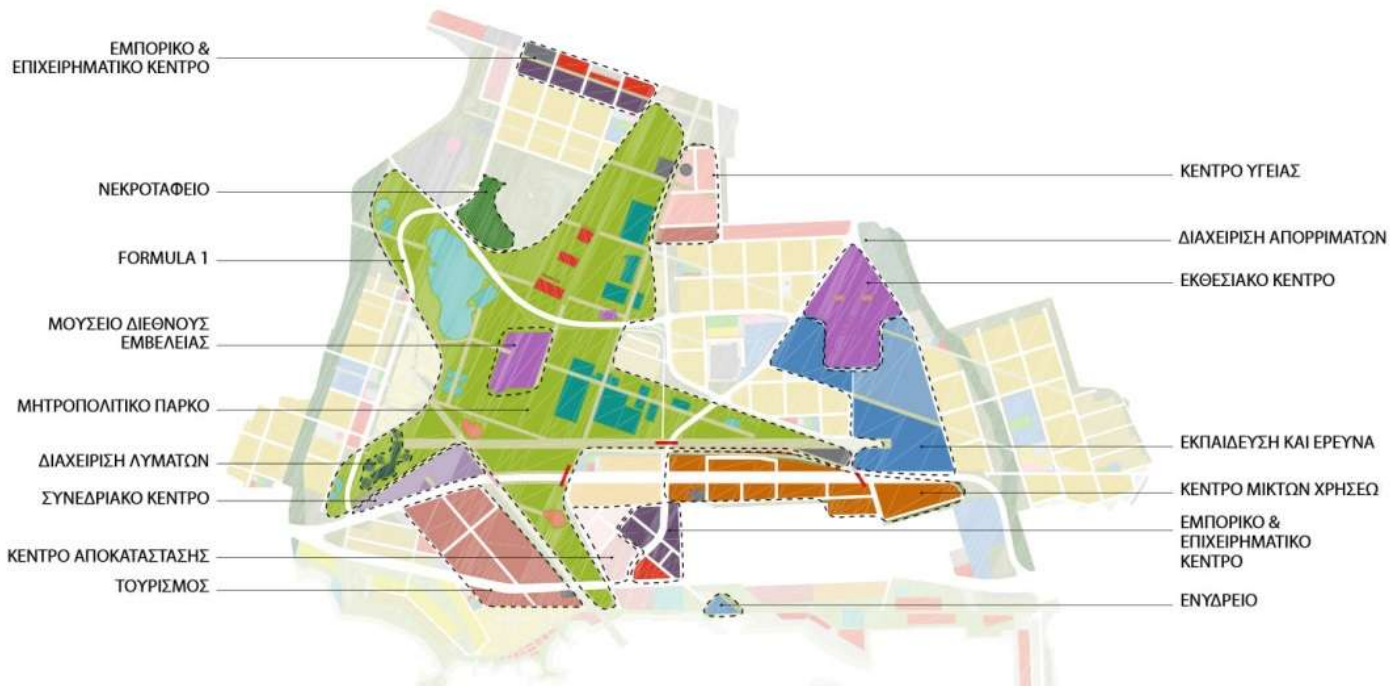 ΕΜΠΟΡΙΚΟ &
ΕΠΙΧΕΙΡΗΜΑΤΙΚΟ ΚΕΝΤΡΟ
ΝΕΚΡΟΤΑΦΕΙΟ
FORMULA 1
ΜΟΥΣΕΙΟ ΔΙΕΘΝΟΥΣ
ΕΜΒΕΛΕΙΑΣ
ΜΗΤΡΟΠΟΛΙΤΙΚΟ ΠΑΡΚΟ
ΔΙΑΧΕΙΡΙΣΗ ΛΥΜΑΤΩΝ
ΣΥΝΕΔΡΙΑΚΟ ΚΕΝΤΡΟ
ΚΕΝΤΡΟ ΑΠΟΚΑΤΑΣΤΑΣΗΣ
ΤΟΥΡΙΣΜΟΣ
ΚΕΝΤΡΟ ΥΓΕΙΑΣ
ΔΙΑΧΕΙΡΙΣΗ ΑΠΟΡΡΙΜΑΤΩΝ
ΕΚΘΕΣΙΑΚΟ ΚΕΝΤΡΟ
ΕΚΠΑΙΔΕΥΣΗ ΚΑΙ ΕΡΕΥΝΑ
ΚΕΝΤΡΟ ΜΙΚΤΩΝ ΧΡΗΣΕΩ
ΕΜΠΟΡΙΚΟ &
ΕΠΙΧΕΙΡΗΜΑΤΙΚΟ
ΚΕΝΤΡΟ
ΕΝΥΔΡΕΙΟ